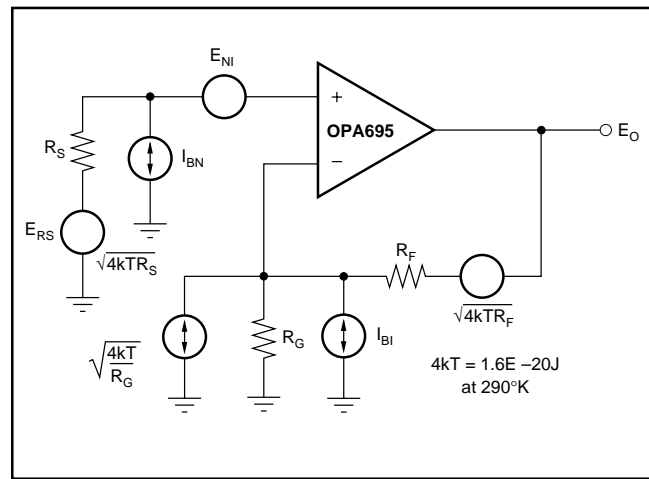 E_NI
+
OPA695
−
E_O
R_S
I_BN
E_RS
√4kTR_S
R_F
√4kTR_F
√4kT/R_G
R_G
I_BI
4kT = 1.6E –20J
at 290°K